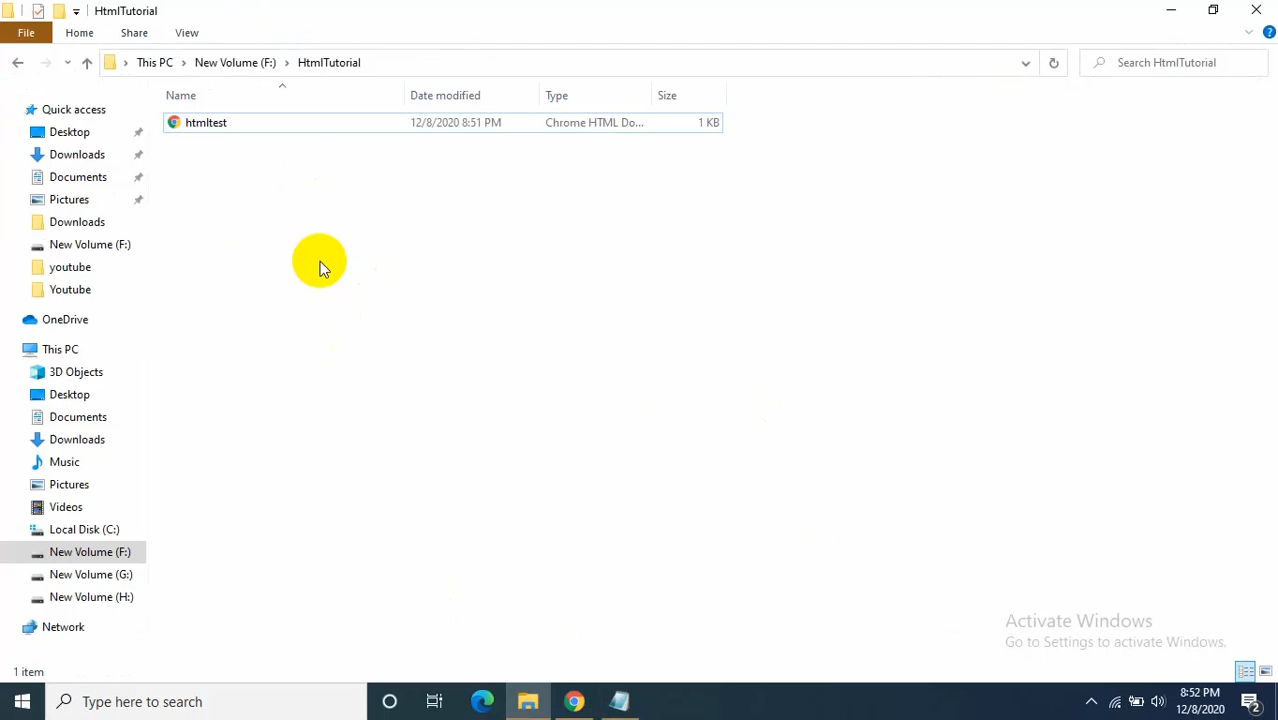 HtmlTutorial
File Home Share View
This PC New Volume (F:) HtmlTutorial Search HtmlTutorial
Name Date modified Type Size
htmltest 12/8/2020 8:51 PM Chrome HTML Do... 1 KB
Quick access
Desktop
Downloads
Documents
Pictures
Downloads
New Volume (F:)
youtube
Youtube
OneDrive
This PC
3D Objects
Desktop
Documents
Downloads
Music
Pictures
Videos
Local Disk (C:)
New Volume (F:)
New Volume (G:)
New Volume (H:)
Network
Activate Windows
Go to Settings to activate Windows.
1 item
Type here to search
8:52 PM
12/8/2020
2